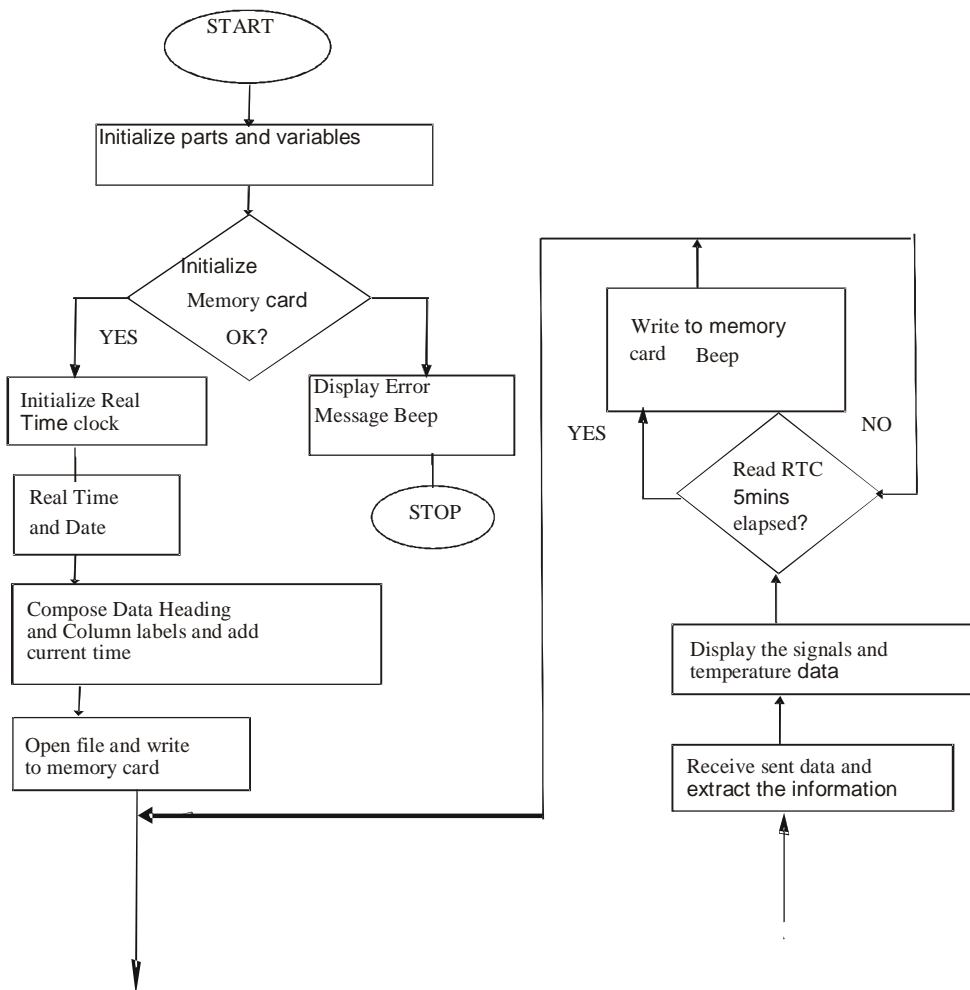 START
Initialize parts and variables
Initialize
Memory card
OK?
YES
Initialize Real
Time clock
Real Time
and Date
Compose Data Heading
and Column labels and add
current time
Open file and write
to memory card
Display Error
Message Beep
STOP
Write to memory
card Beep
YES
NO
Read RTC
5mins
elapsed?
Display the signals and
temperature data
Receive sent data and
extract the information